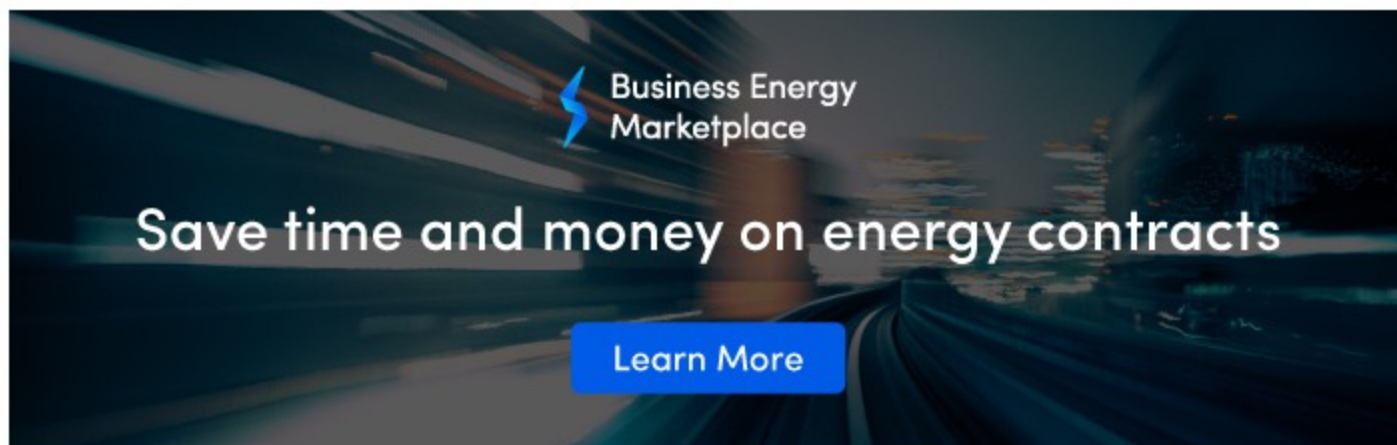 Business Energy
Marketplace
Save time and money on energy contracts
Learn More